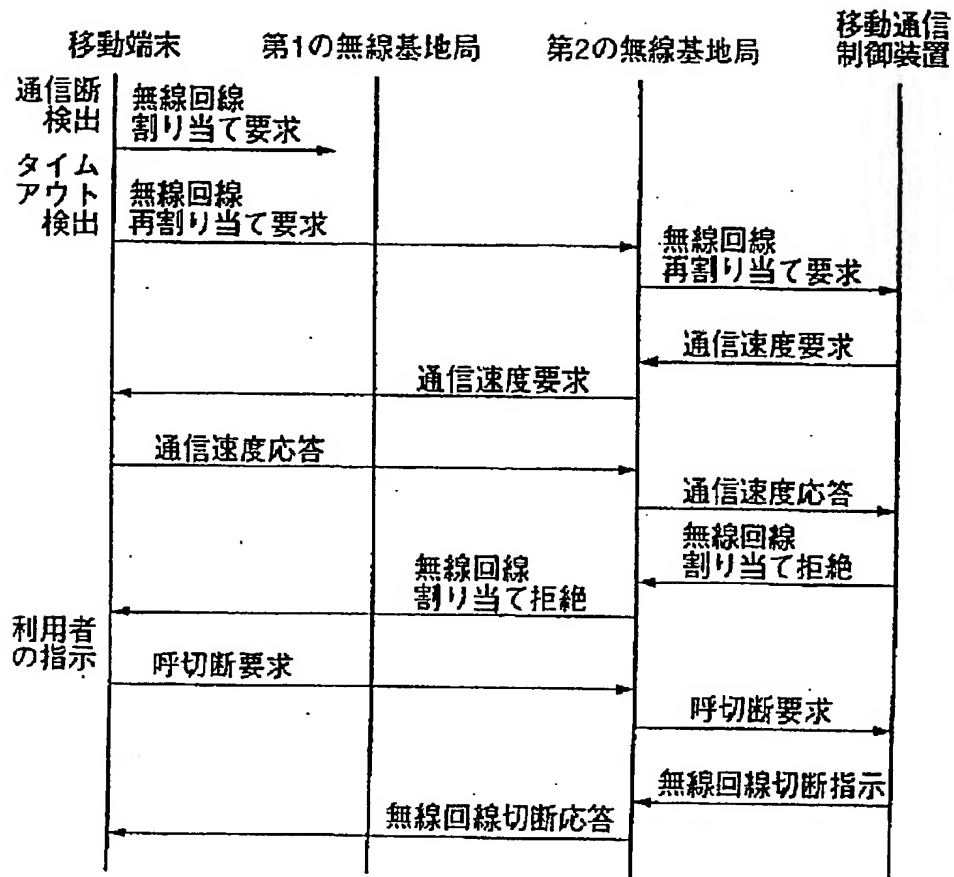 移動端末
第1の無線基地局
第2の無線基地局
移動通信
制御装置
通信断
検出
無線回線
割り当て要求
タイム
アウト
検出
無線回線
再割り当て要求
無線回線
再割り当て要求
通信速度要求
通信速度要求
通信速度応答
通信速度応答
無線回線
割り当て拒絶
無線回線
割り当て拒絶
利用者
の指示
呼切断要求
呼切断要求
無線回線切断指示
無線回線切断応答